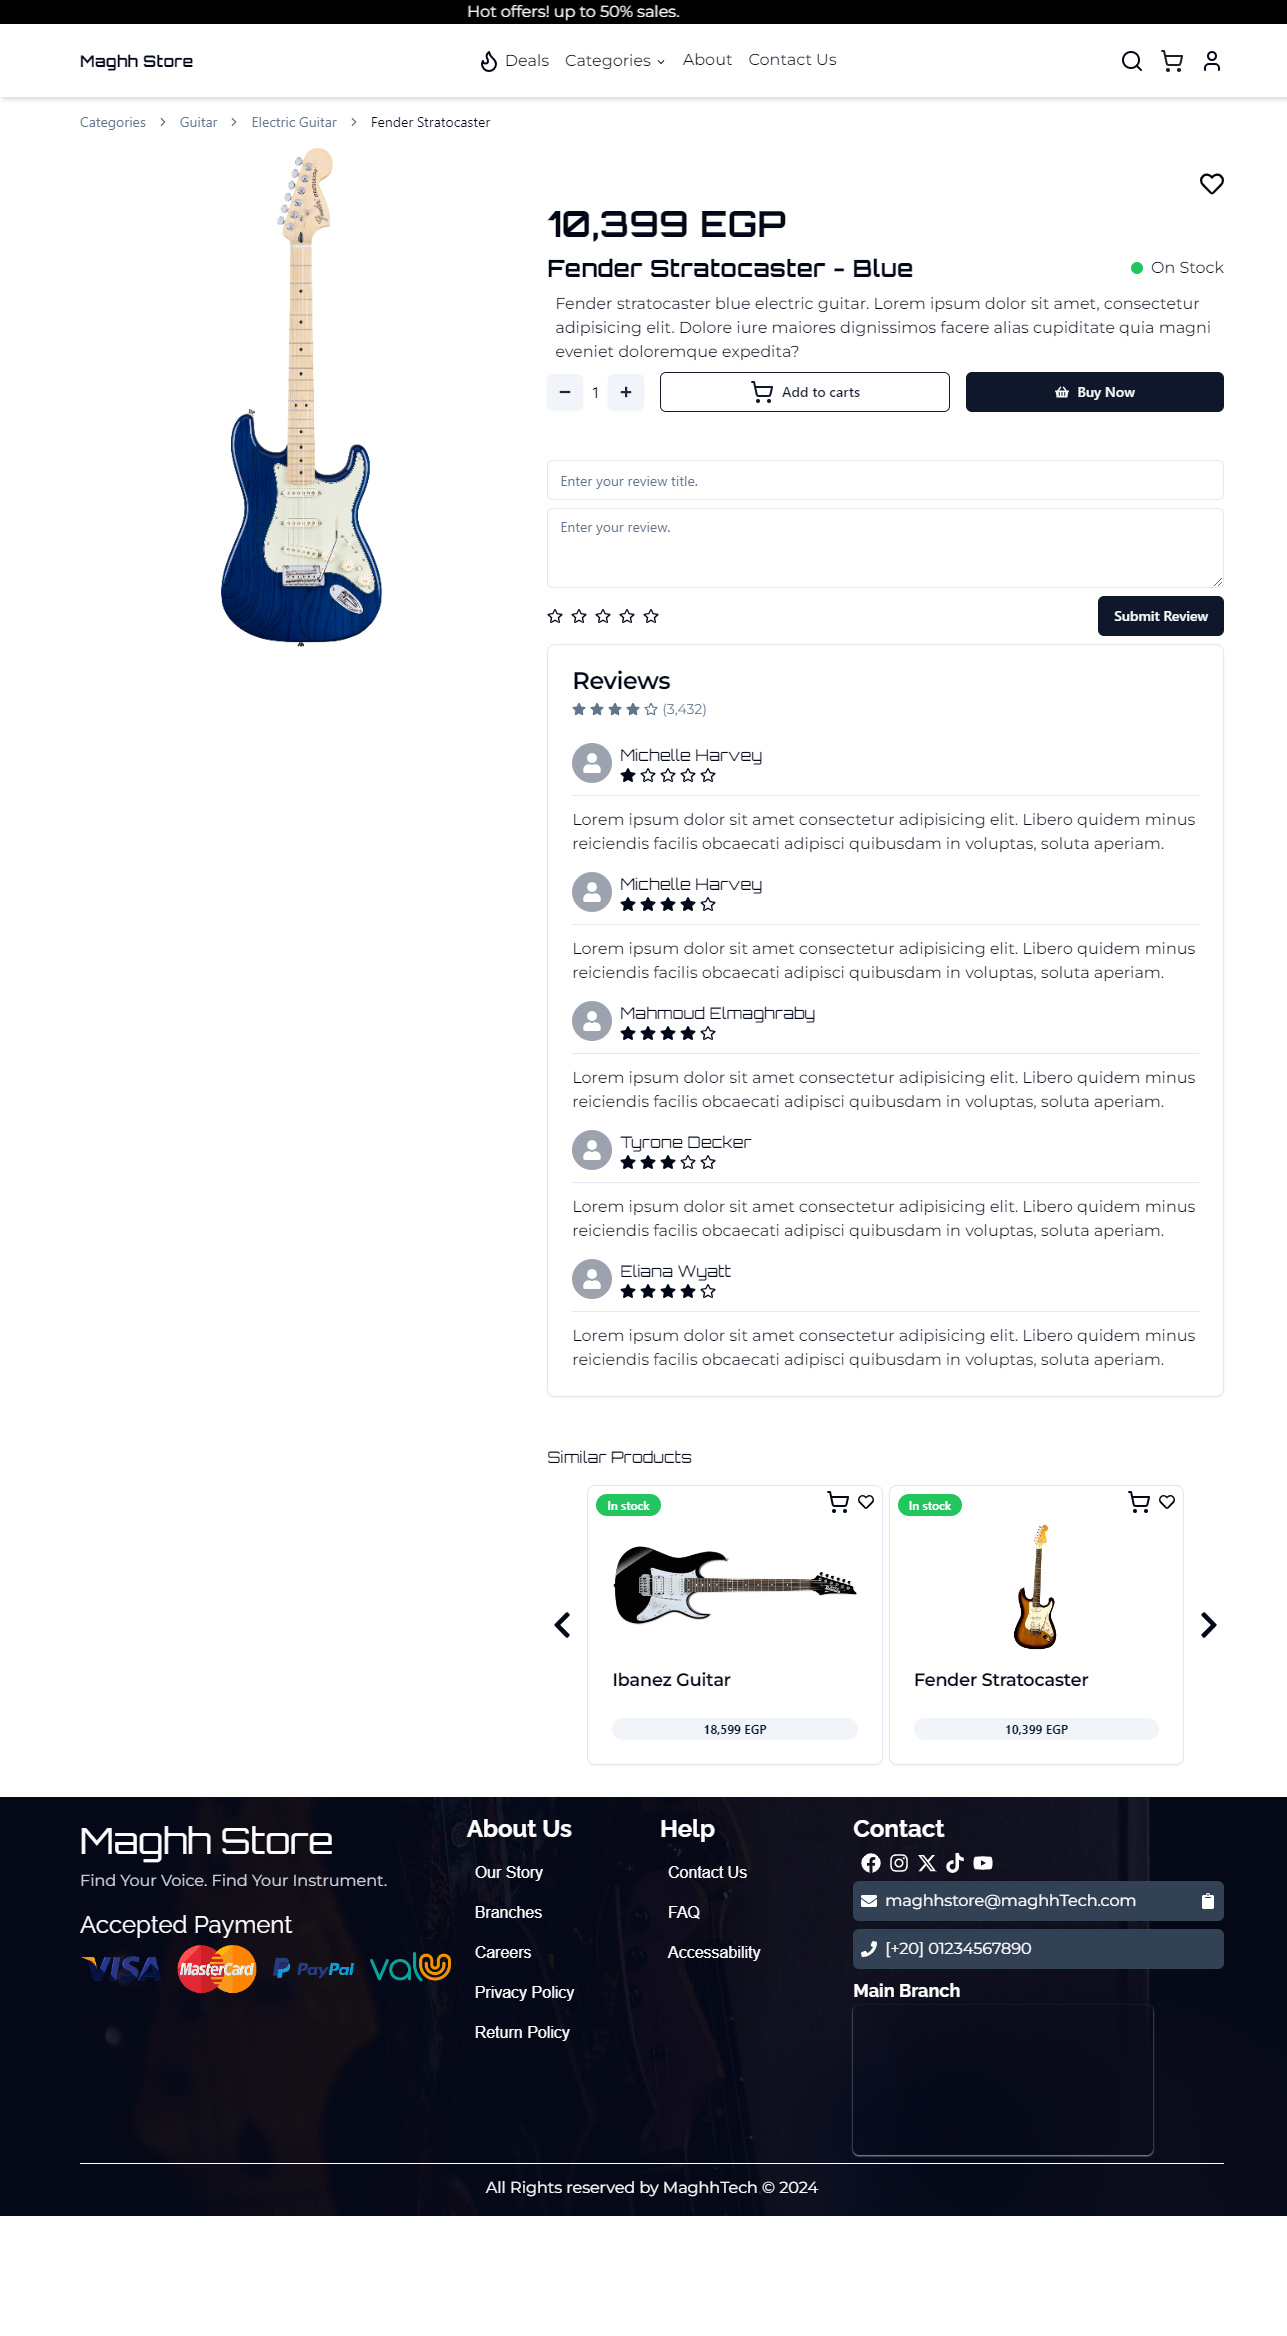 Hot offers! up to 50% sales.
Maghh Store
Deals
Categories
About
Contact Us
Categories > Guitar > Electric Guitar > Fender Stratocaster
10,399 EGP
Fender Stratocaster - Blue
On Stock
Fender stratocaster blue electric guitar. Lorem ipsum dolor sit amet, consectetur
adipisicing elit. Dolore iure maiores dignissimos facere alias cupiditate quia magni
eveniet doloremque expedita?
− 1 +
Add to carts
Buy Now
Enter your review title.
Enter your review.
Submit Review
Reviews
(3,432)
Michelle Harvey
Lorem ipsum dolor sit amet consectetur adipisicing elit. Libero quidem minus
reiciendis facilis obcaecati adipisci quibusdam in voluptas, soluta aperiam.
Michelle Harvey
Lorem ipsum dolor sit amet consectetur adipisicing elit. Libero quidem minus
reiciendis facilis obcaecati adipisci quibusdam in voluptas, soluta aperiam.
Mahmoud Elmaghraby
Lorem ipsum dolor sit amet consectetur adipisicing elit. Libero quidem minus
reiciendis facilis obcaecati adipisci quibusdam in voluptas, soluta aperiam.
Tyrone Decker
Lorem ipsum dolor sit amet consectetur adipisicing elit. Libero quidem minus
reiciendis facilis obcaecati adipisci quibusdam in voluptas, soluta aperiam.
Eliana Wyatt
Lorem ipsum dolor sit amet consectetur adipisicing elit. Libero quidem minus
reiciendis facilis obcaecati adipisci quibusdam in voluptas, soluta aperiam.
Similar Products
In stock
Ibanez Guitar
18,599 EGP
In stock
Fender Stratocaster
10,399 EGP
Maghh Store
Find Your Voice. Find Your Instrument.
Accepted Payment
VISA
MasterCard
PayPal
valU
About Us
Our Story
Branches
Careers
Privacy Policy
Return Policy
Help
Contact Us
FAQ
Accessability
Contact
maghhstore@maghhTech.com
[+20] 01234567890
Main Branch
All Rights reserved by MaghhTech © 2024